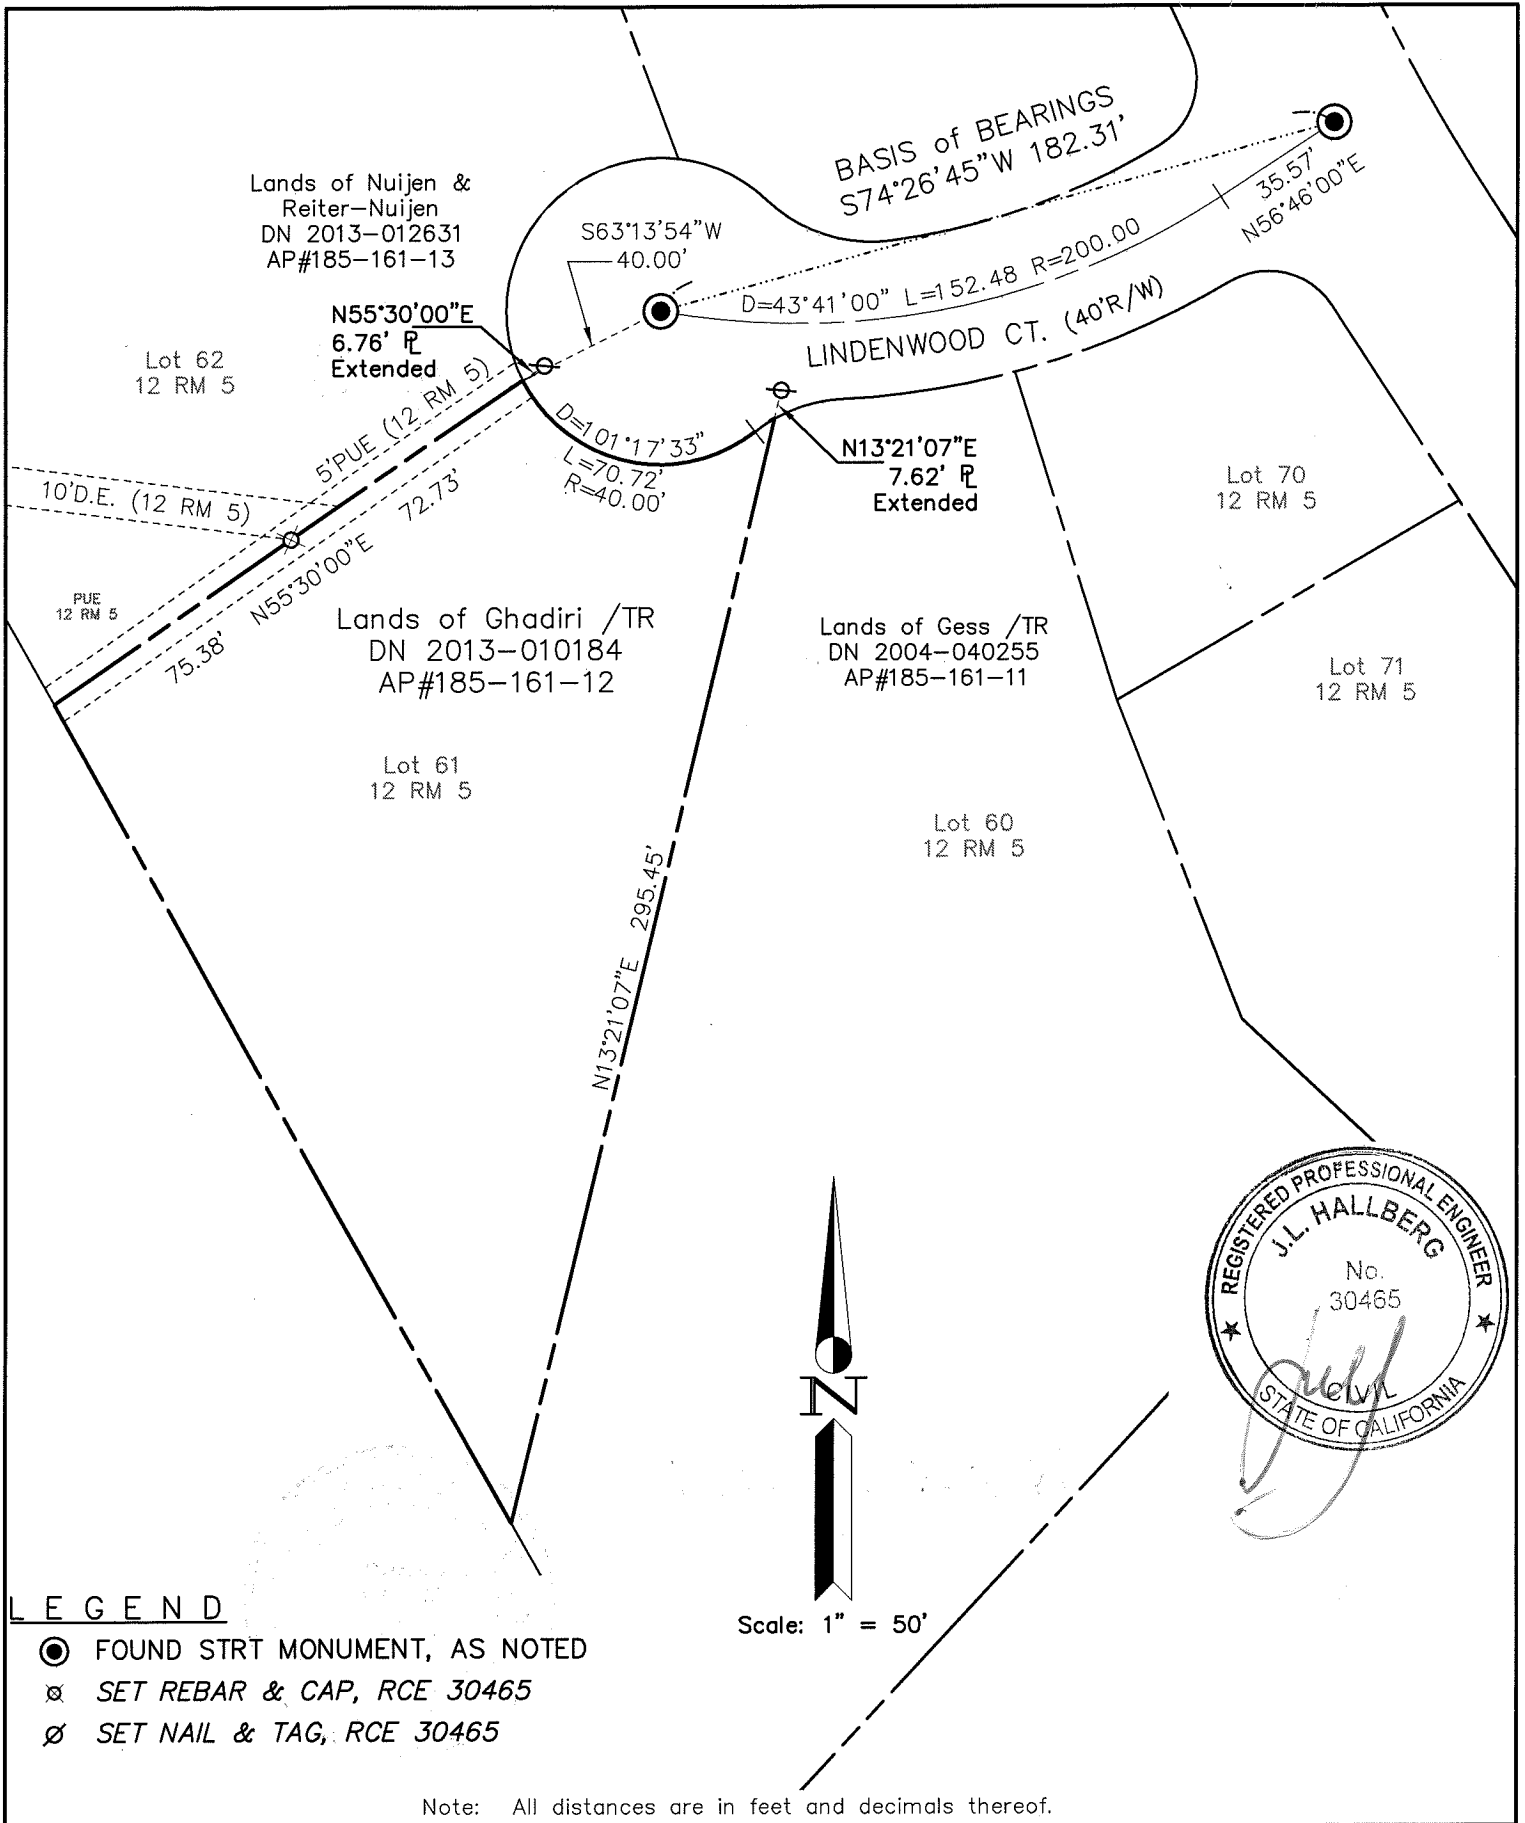 BASIS of BEARINGS
S74°26'45"W 182.31'
35.57'
N56°46'00"E
Lands of Nuijen &
Reiter-Nuijen
DN 2013-012631
AP#185-161-13
S63°13'54"W
40.00'
D=43°41'00" L=152.48 R=200.00
LINDENWOOD CT. (40'R/W)
N55°30'00"E
6.76' PL
Extended
Lot 62
12 RM 5
5'PUE (12 RM 5)
10'D.E. (12 RM 5)
D=101°17'33"
L=70.72'
R=40.00'
N13°21'07"E
7.62' PL
Extended
Lot 70
12 RM 5
72.73'
N55°30'00"E
75.38'
PUE
12 RM 5
Lands of Ghadiri /TR
DN 2013-010184
AP#185-161-12
Lands of Gess /TR
DN 2004-040255
AP#185-161-11
Lot 71
12 RM 5
Lot 61
12 RM 5
Lot 60
12 RM 5
N13°21'07"E 295.45'
REGISTERED PROFESSIONAL ENGINEER
J.L. HALLBERG
No.
30465
CIVIL
STATE OF CALIFORNIA
N
Scale: 1" = 50'
LEGEND
FOUND STRT MONUMENT, AS NOTED
SET REBAR & CAP, RCE 30465
SET NAIL & TAG, RCE 30465
Note: All distances are in feet and decimals thereof.